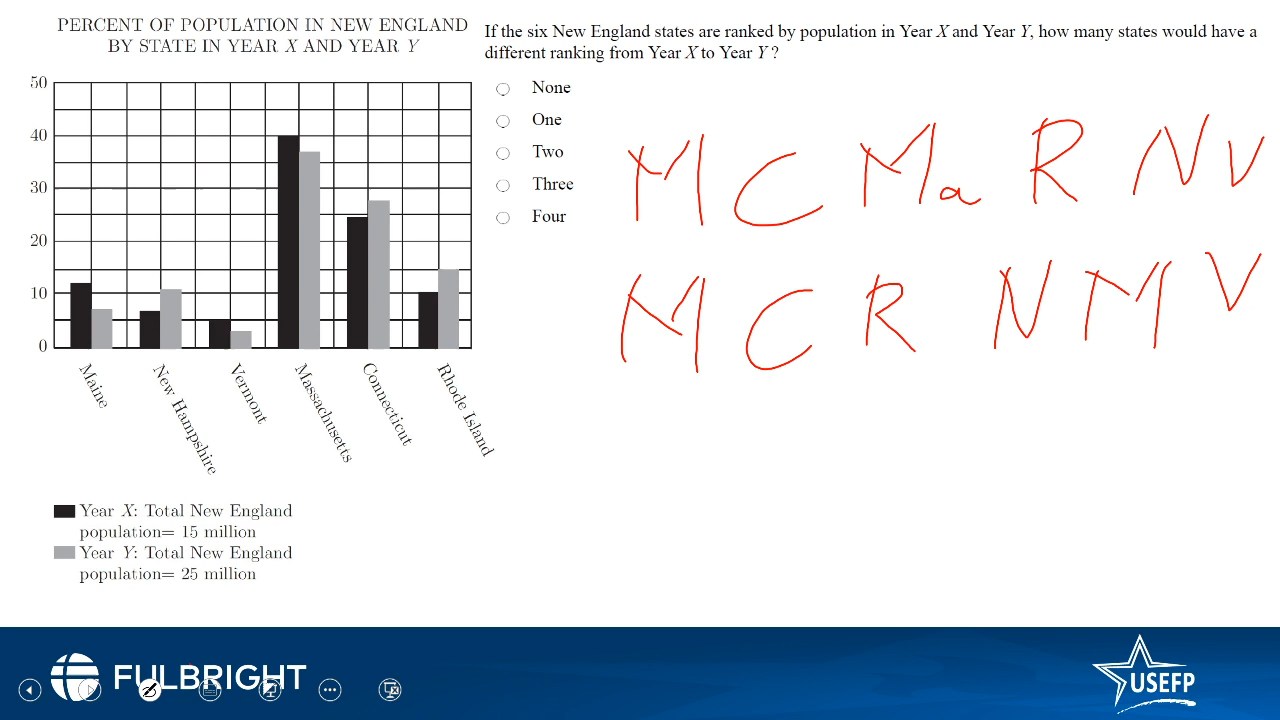 PERCENT OF POPULATION IN NEW ENGLAND
BY STATE IN YEAR X AND YEAR Y
50
40
30
20
10
0
Maine
New Hampshire
Vermont
Massachusetts
Connecticut
Rhode Island
Year X: Total New England
population= 15 million
Year Y: Total New England
population= 25 million
If the six New England states are ranked by population in Year X and Year Y, how many states would have a
different ranking from Year X to Year Y ?
None
One
Two
Three
Four
M C Ma R N V
M C R N M V
FULBRIGHT
USEFP